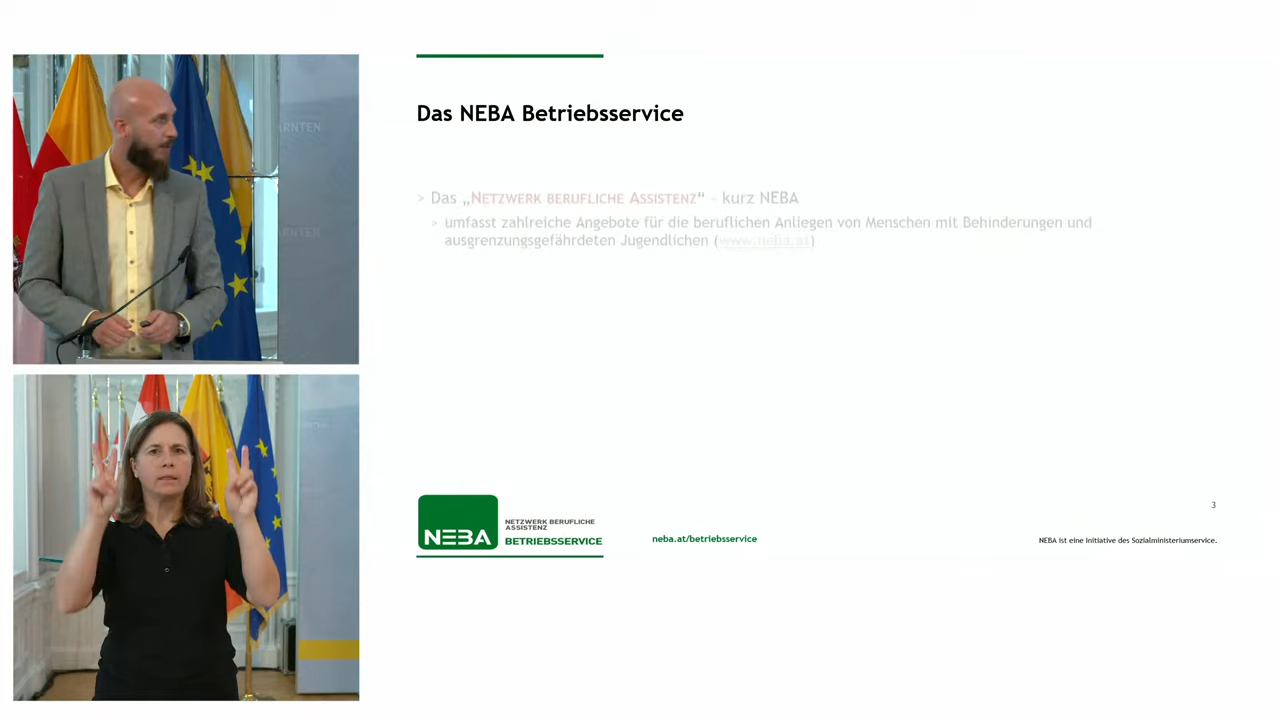 ÄRNTEN
ÄRNTEN
Das NEBA Betriebsservice
> Das „NETZWERK BERUFLICHE ASSISTENZ“ – kurz NEBA
> umfasst zahlreiche Angebote für die beruflichen Anliegen von Menschen mit Behinderungen und
ausgrenzungsgefährdeten Jugendlichen (www.neba.at)
3
NEBA
NETZWERK BERUFLICHE
ASSISTENZ
BETRIEBSSERVICE
neba.at/betriebsservice
NEBA ist eine Initiative des Sozialministeriumservice.